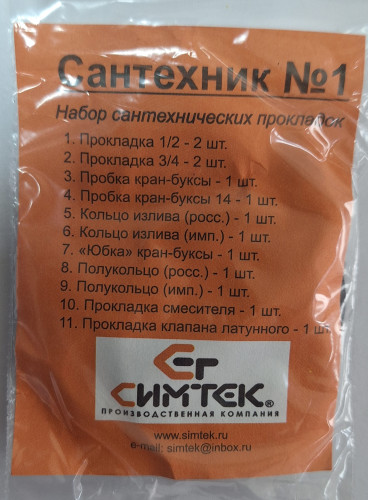 Сантехник №1
Набор сантехнических прокладок
1. Прокладка 1/2 - 2 шт.
2. Прокладка 3/4 - 2 шт.
3. Пробка кран-буксы - 1 шт.
4. Пробка кран-буксы 14 - 1 шт.
5. Кольцо излива (росс.) - 1 шт.
6. Кольцо излива (имп.) - 1 шт.
7. «Юбка» кран-буксы - 1 шт.
8. Полукольцо (росс.) - 1 шт.
9. Полукольцо (имп.) - 1 шт.
10. Прокладка смесителя - 1 шт.
11. Прокладка клапана латунного - 1 шт
СИМТЕК®
ПРОИЗВОДСТВЕННАЯ КОМПАНИЯ
www.simtek.ru
e-mail: simtek@inbox.ru